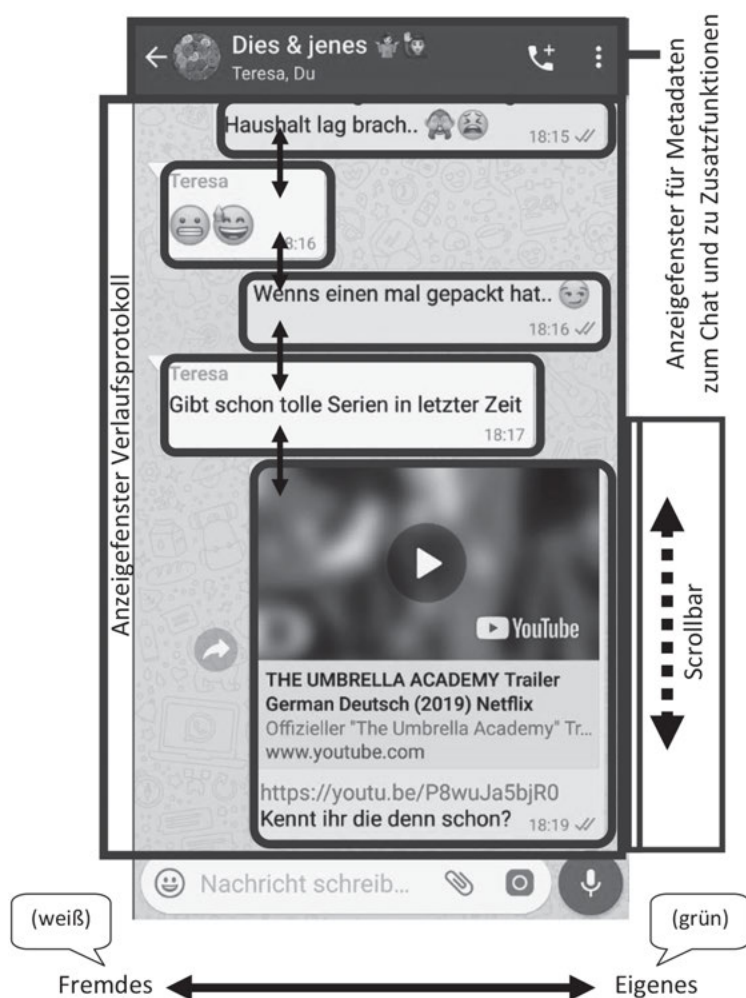 Dies & jenes 🤷‍♂️🙋‍♂️
Teresa, Du
Anzeigefenster für Metadaten
zum Chat und zu Zusatzfunktionen
Anzeigefenster Verlaufsprotokoll
Haushalt lag brach.. 🙈😫
18:15
Teresa
😬😅
18:16
Wenns einen mal gepackt hat.. 😏
18:16
Teresa
Gibt schon tolle Serien in letzter Zeit
18:17
YouTube
THE UMBRELLA ACADEMY Trailer
German Deutsch (2019) Netflix
Offizieller "The Umbrella Academy" Tr...
www.youtube.com
https://youtu.be/P8wuJa5bjR0
Kennt ihr die denn schon? 18:19
Scrollbar
Nachricht schreib...
(weiß) (grün)
Fremdes Eigenes